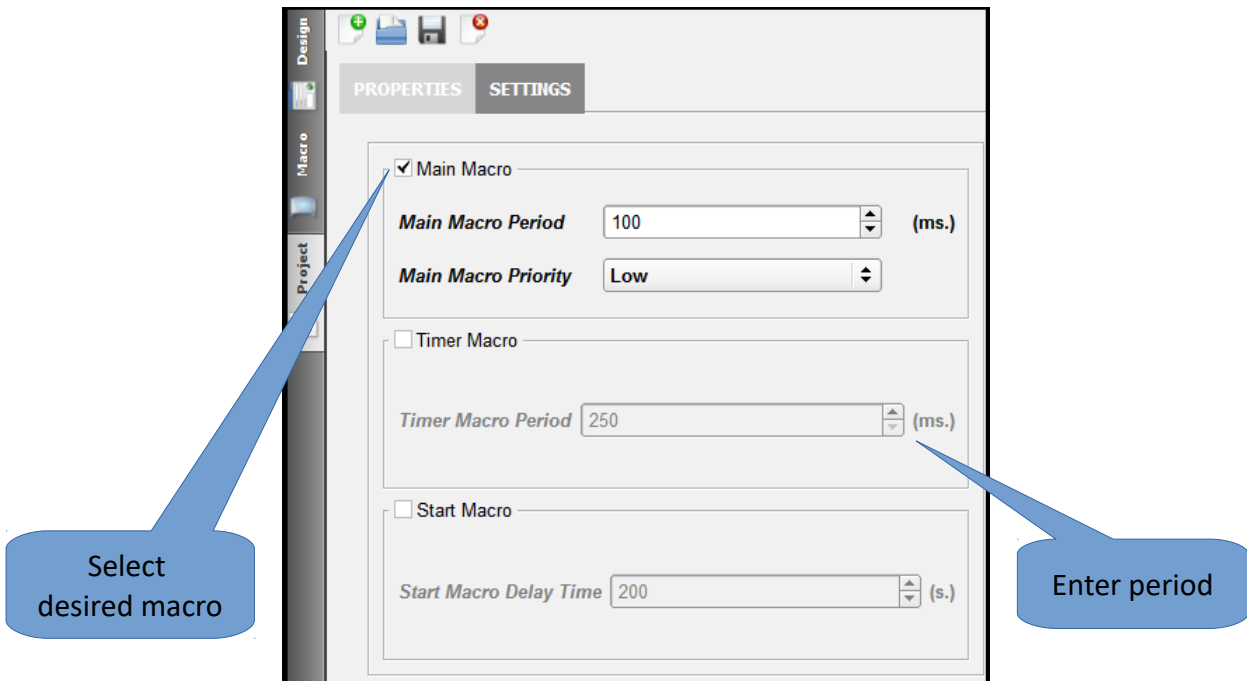 Design
Macro
Project
PROPERTIES SETTINGS
Main Macro
Main Macro Period 100 (ms.)
Main Macro Priority Low
Timer Macro
Timer Macro Period 250 (ms.)
Start Macro
Start Macro Delay Time 200 (s.)
Select
desired macro
Enter period